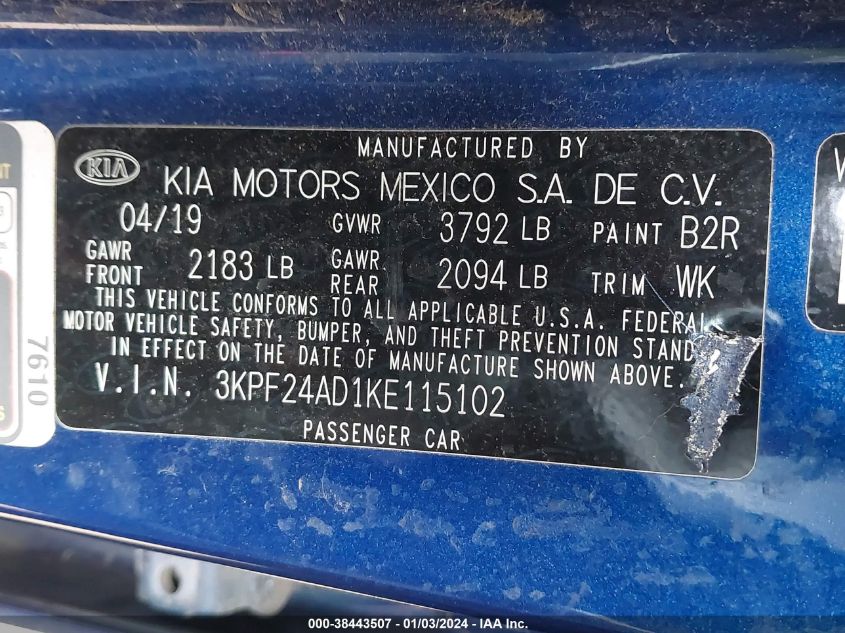 MANUFACTURED BY
KIA KIA MOTORS MEXICO S.A. DE C.V.
04/19 GVWR 3792 LB PAINT B2R
GAWR FRONT 2183 LB GAWR REAR 2094 LB TRIM WK
THIS VEHICLE CONFORMS TO ALL APPLICABLE U.S.A. FEDERAL
MOTOR VEHICLE SAFETY, BUMPER, AND THEFT PREVENTION STAND
IN EFFECT ON THE DATE OF MANUFACTURE SHOWN ABOVE.
V.I.N. 3KPF24AD1KE115102
PASSENGER CAR
7610
000-38443507 - 01/03/2024 - IAA Inc.